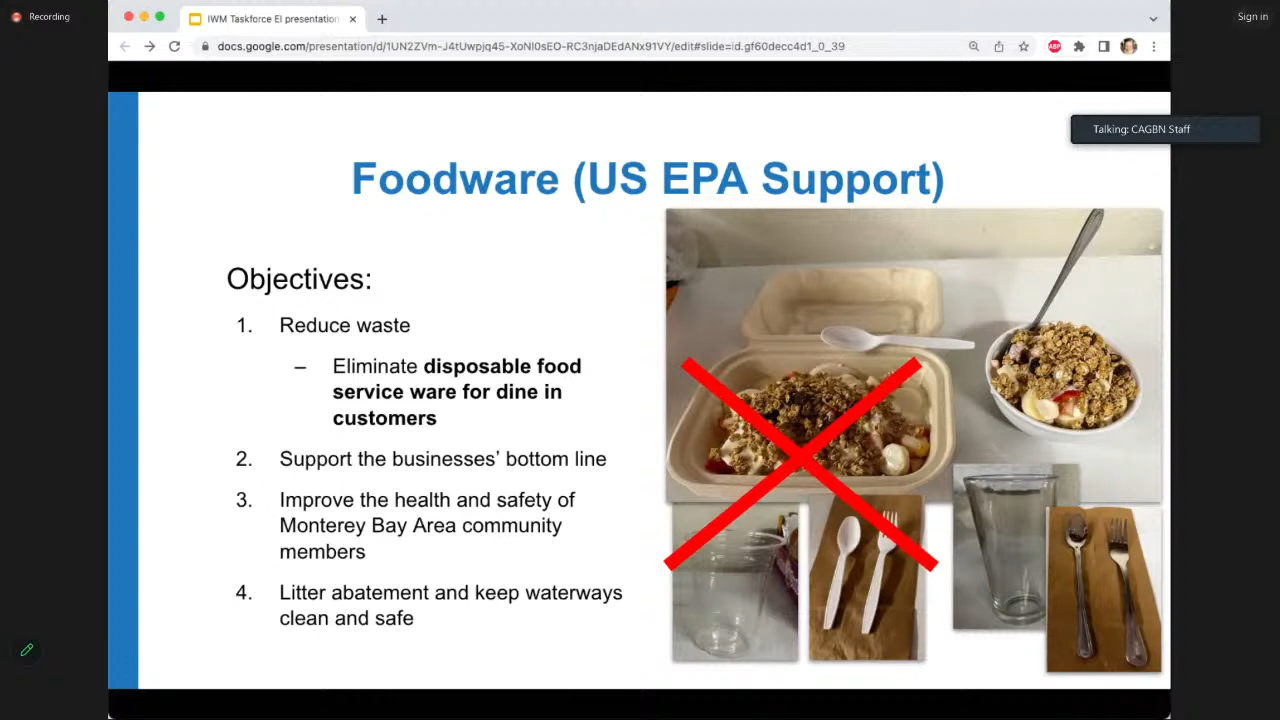 Recording
IWM Taskforce EI presentation
Sign in
docs.google.com/presentation/d/1UN2ZVm-J4tUwpjq45-XoNI0sEO-RC3njaDEdANx91VY/edit#slide=id.gf60decc4d1_0_39
ABP
Talking: CAGBN Staff
Foodware (US EPA Support)
Objectives:
1. Reduce waste
– Eliminate disposable food
service ware for dine in
customers
2. Support the businesses’ bottom line
3. Improve the health and safety of
Monterey Bay Area community
members
4. Litter abatement and keep waterways
clean and safe